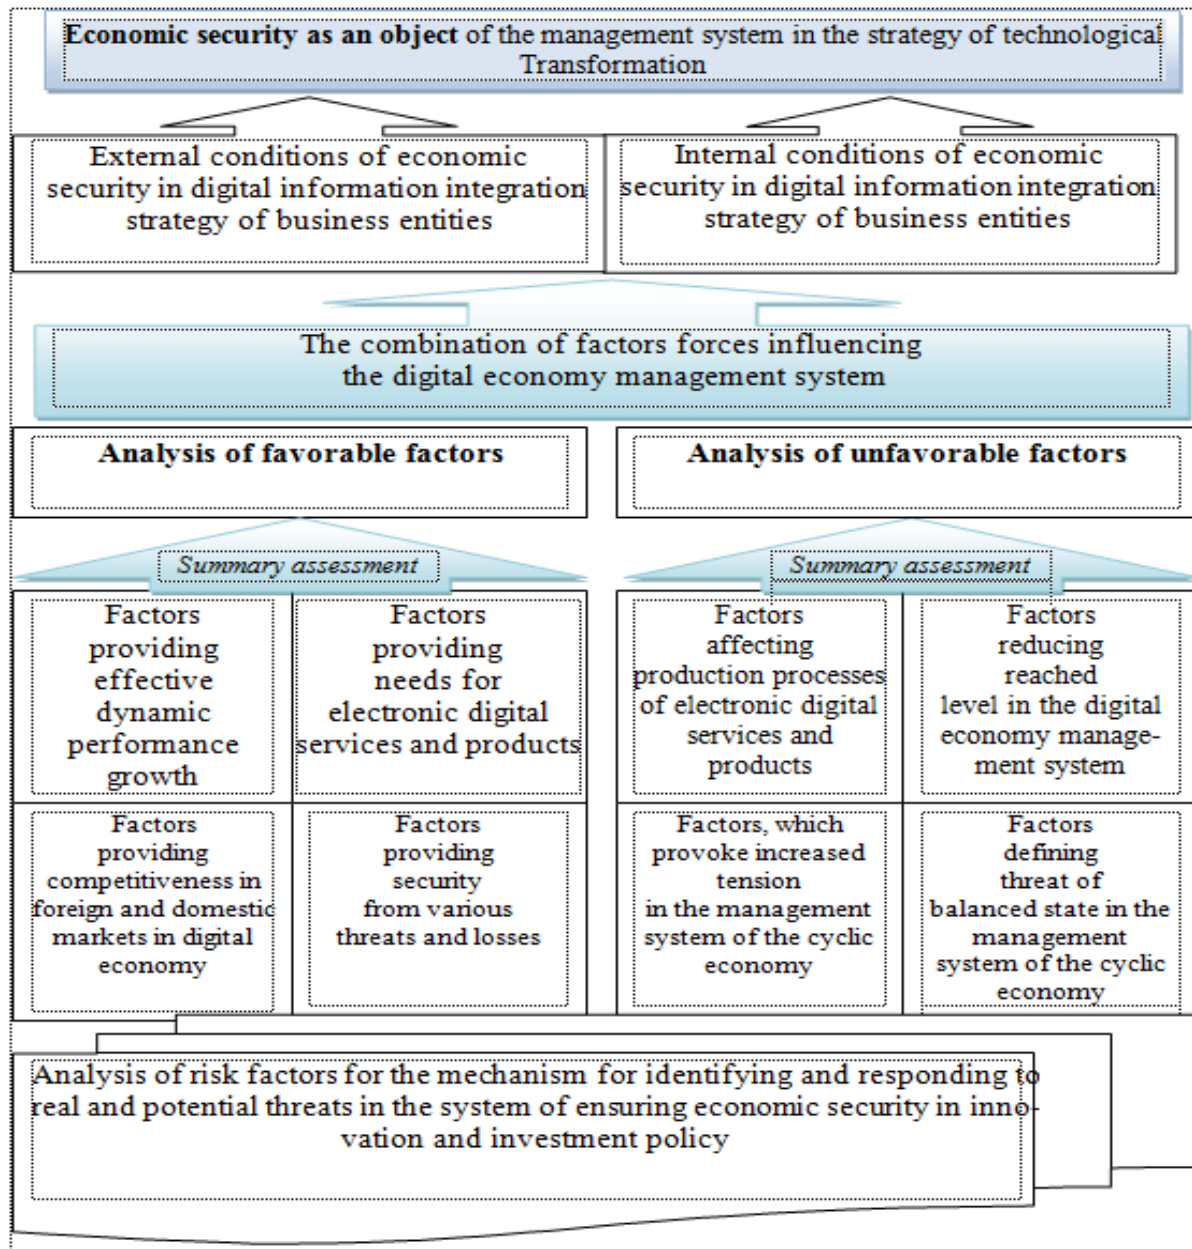 Economic security as an object of the management system in the strategy of technological
Transformation
External conditions of economic
security in digital information integration
strategy of business entities
Internal conditions of economic
security in digital information integration
strategy of business entities
The combination of factors forces influencing
the digital economy management system
Analysis of favorable factors
Analysis of unfavorable factors
Summary assessment
Summary assessment
Factors
providing
effective
dynamic
performance
growth
Factors
providing
needs for
electronic digital
services and products
Factors
affecting
production processes
of electronic digital
services and
products
Factors
reducing
reached
level in the digital
economy manage-
ment system
Factors
providing
competitiveness in
foreign and domestic
markets in digital
economy
Factors
providing
security
from various
threats and losses
Factors, which
provoke increased
tension
in the management
system of the cyclic
economy
Factors
defining
threat of
balanced state in the
management
system of the cyclic
economy
Analysis of risk factors for the mechanism for identifying and responding to
real and potential threats in the system of ensuring economic security in inno-
vation and investment policy